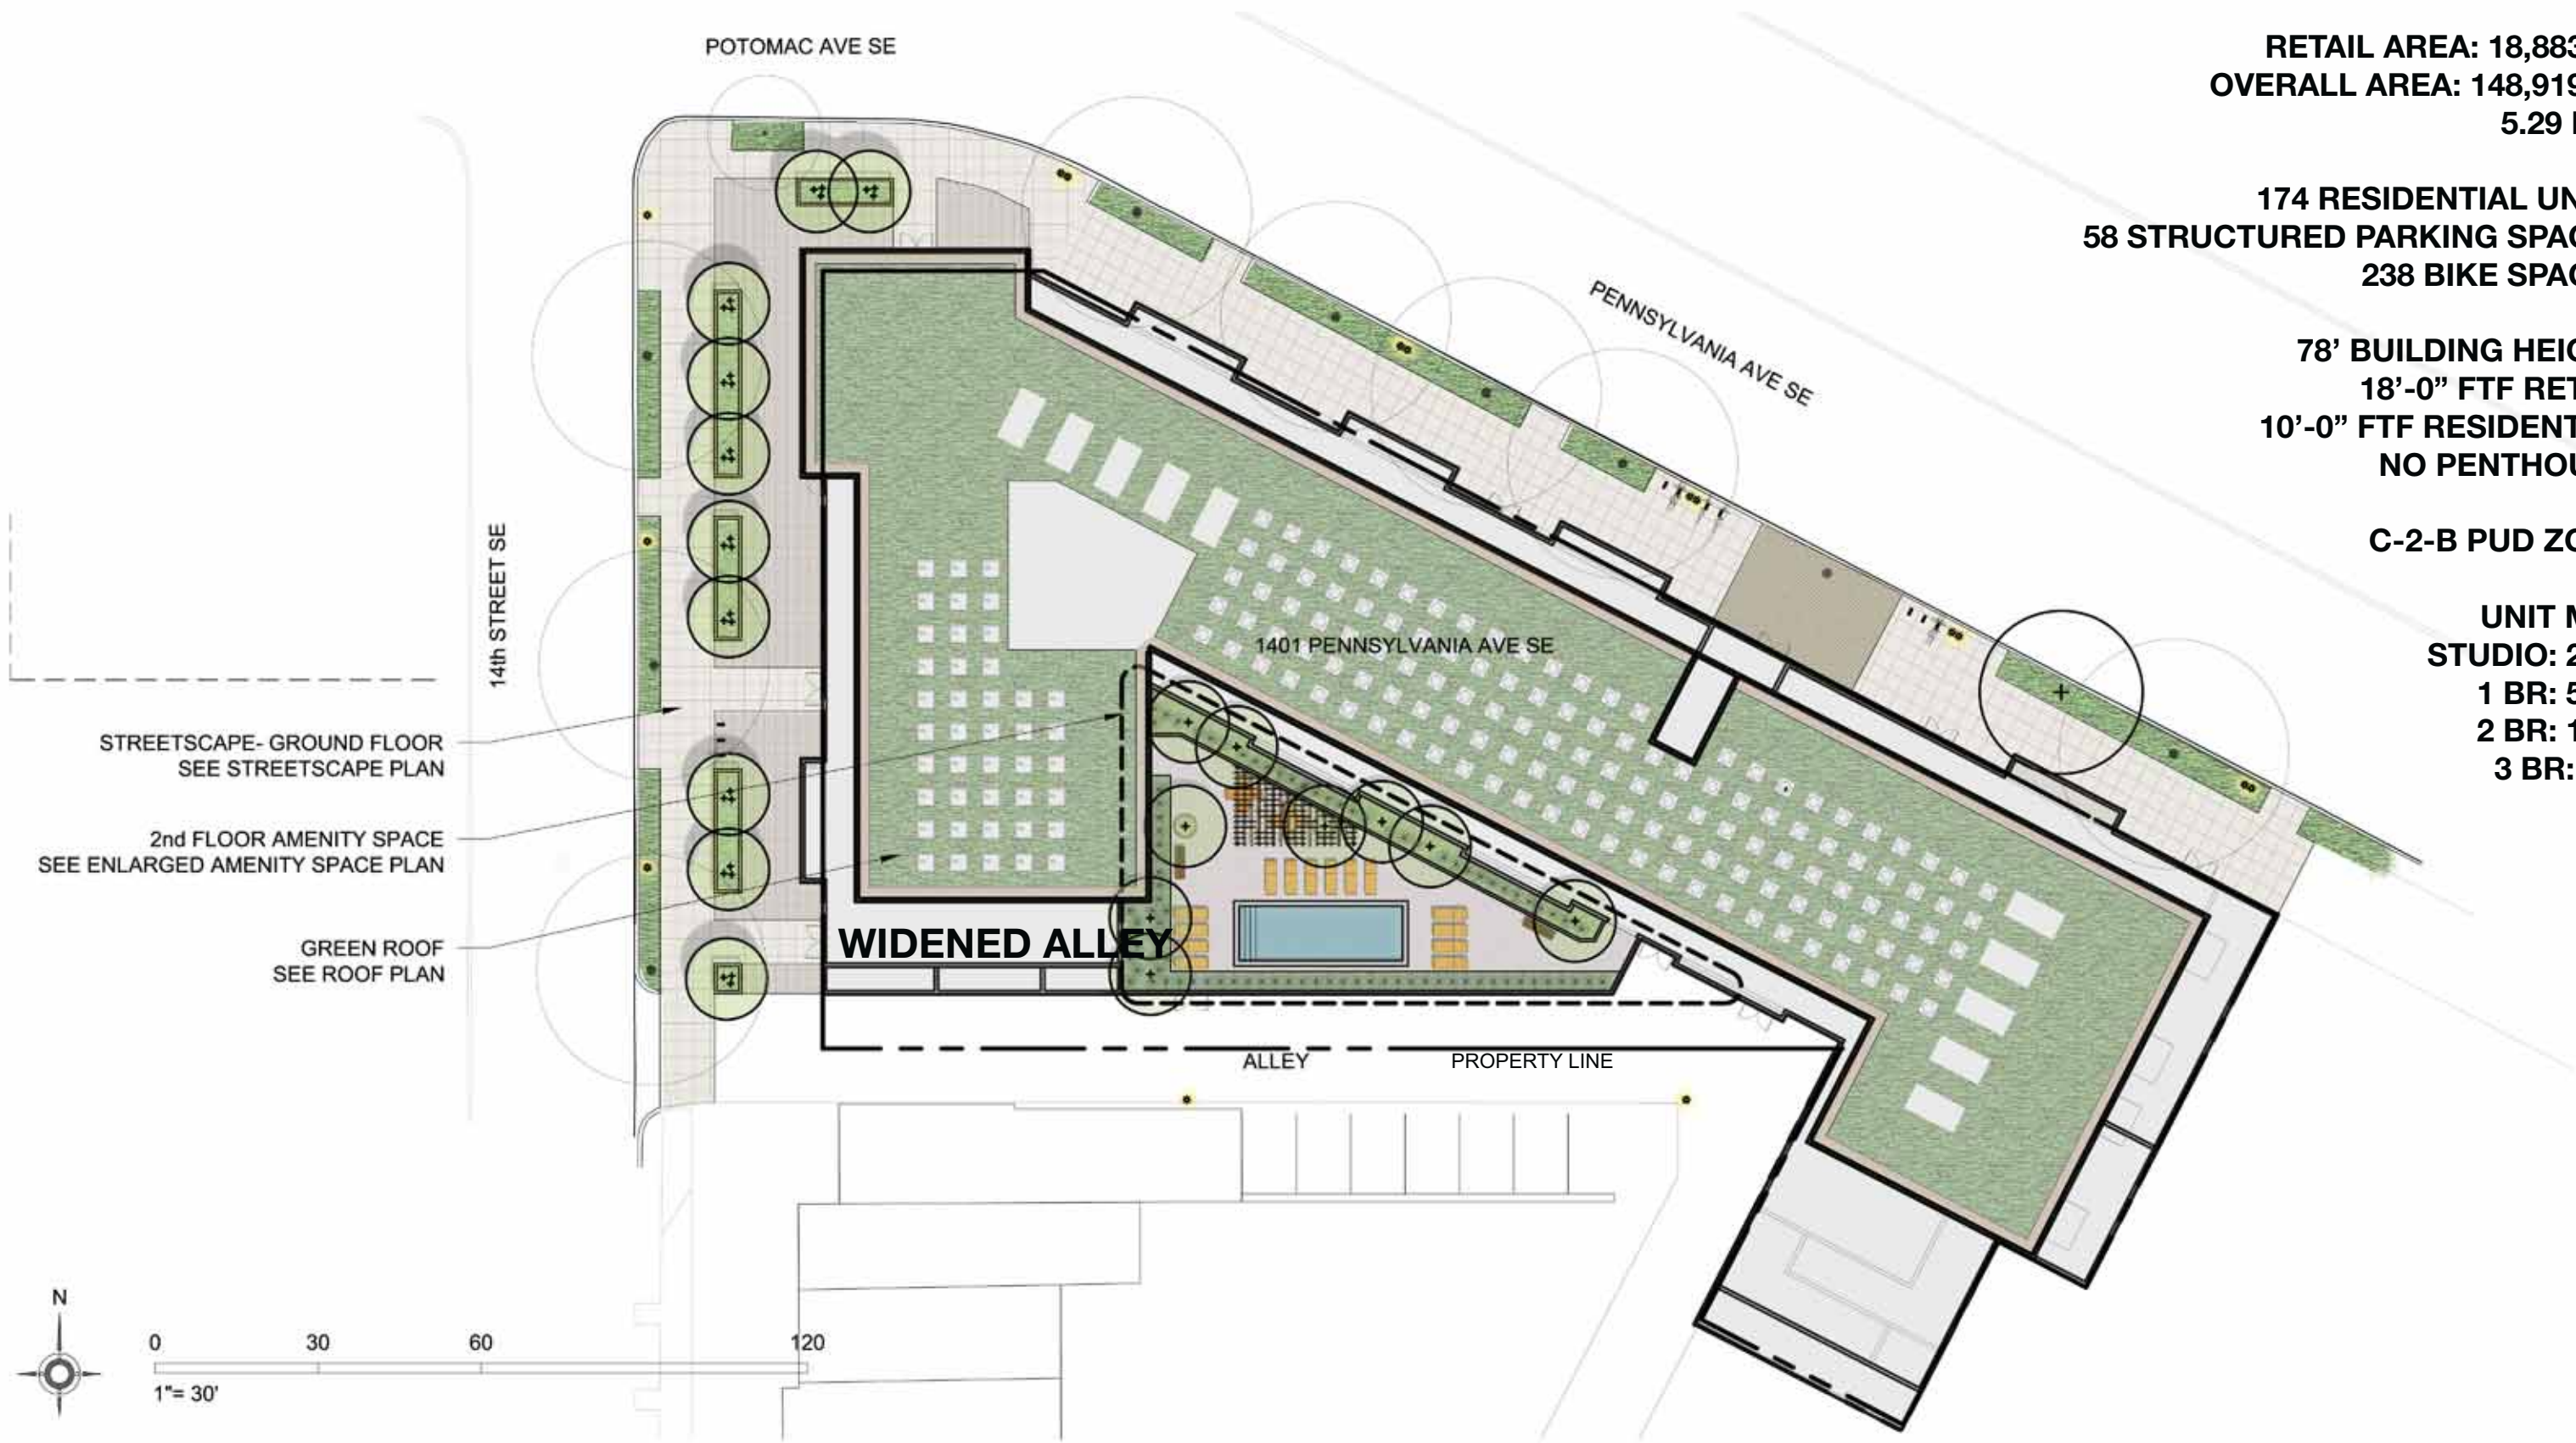 POTOMAC AVE SE
RETAIL AREA: 18,883
OVERALL AREA: 148,919
5.29
174 RESIDENTIAL UN
58 STRUCTURED PARKING SPAC
238 BIKE SPAC
78’ BUILDING HEIG
18’-0” FTF RET
10’-0” FTF RESIDENT
NO PENTHOU
C-2-B PUD ZO
UNIT M
STUDIO: 2
1 BR: 5
2 BR: 1
3 BR:
PENNSYLVANIA AVE SE
14th STREET SE
1401 PENNSYLVANIA AVE SE
STREETSCAPE- GROUND FLOOR
SEE STREETSCAPE PLAN
2nd FLOOR AMENITY SPACE
SEE ENLARGED AMENITY SPACE PLAN
GREEN ROOF
SEE ROOF PLAN
WIDENED ALLEY
ALLEY
PROPERTY LINE
N
0 30 60 120
1"= 30'